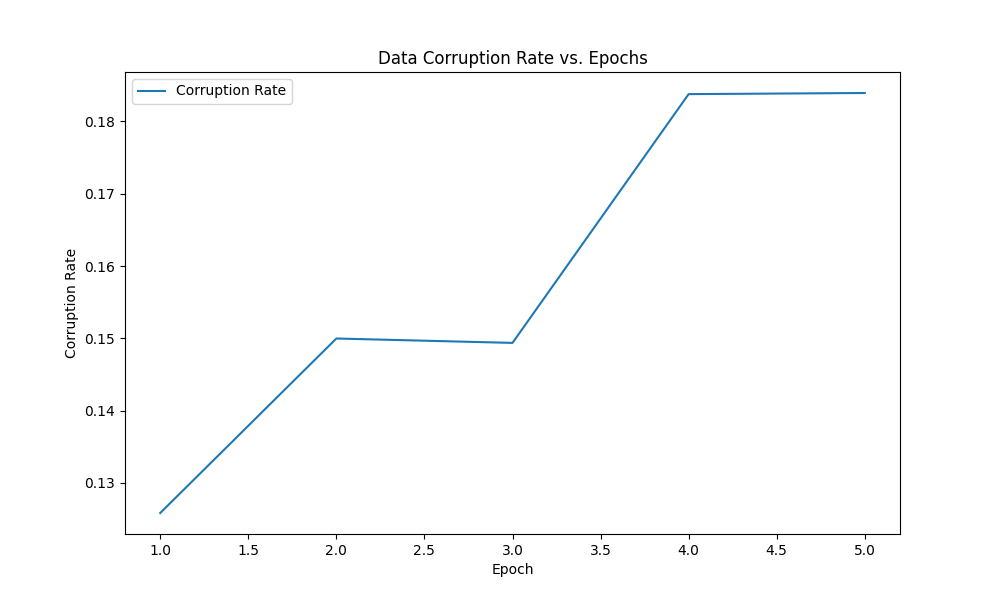 Data Corruption Rate vs. Epochs
Corruption Rate
Corruption Rate
0.18
0.17
0.16
0.15
0.14
0.13
1.0 1.5 2.0 2.5 3.0 3.5 4.0 4.5 5.0
Epoch